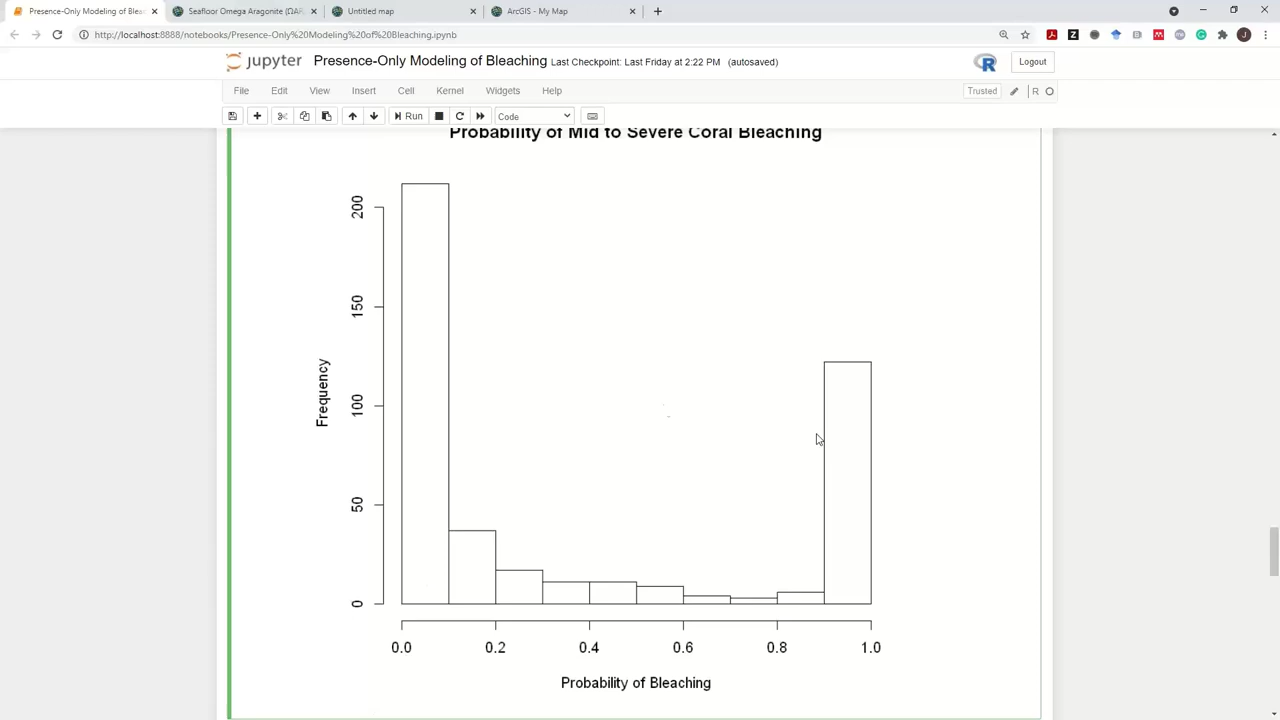 Presence-Only Modeling of Bleac
Seafloor Omega Aragonite (ΩAR
Untitled map
ArcGIS - My Map
http://localhost:8888/notebooks/Presence-Only%20Modeling%20of%20Bleaching.ipynb
jupyter Presence-Only Modeling of Bleaching Last Checkpoint: Last Friday at 2:22 PM (autosaved)
Logout
File Edit View Insert Cell Kernel Widgets Help
Trusted
R
Run
Code
Probability of Mid to Severe Coral Bleaching
200
150
100
50
0
Frequency
0.0 0.2 0.4 0.6 0.8 1.0
Probability of Bleaching